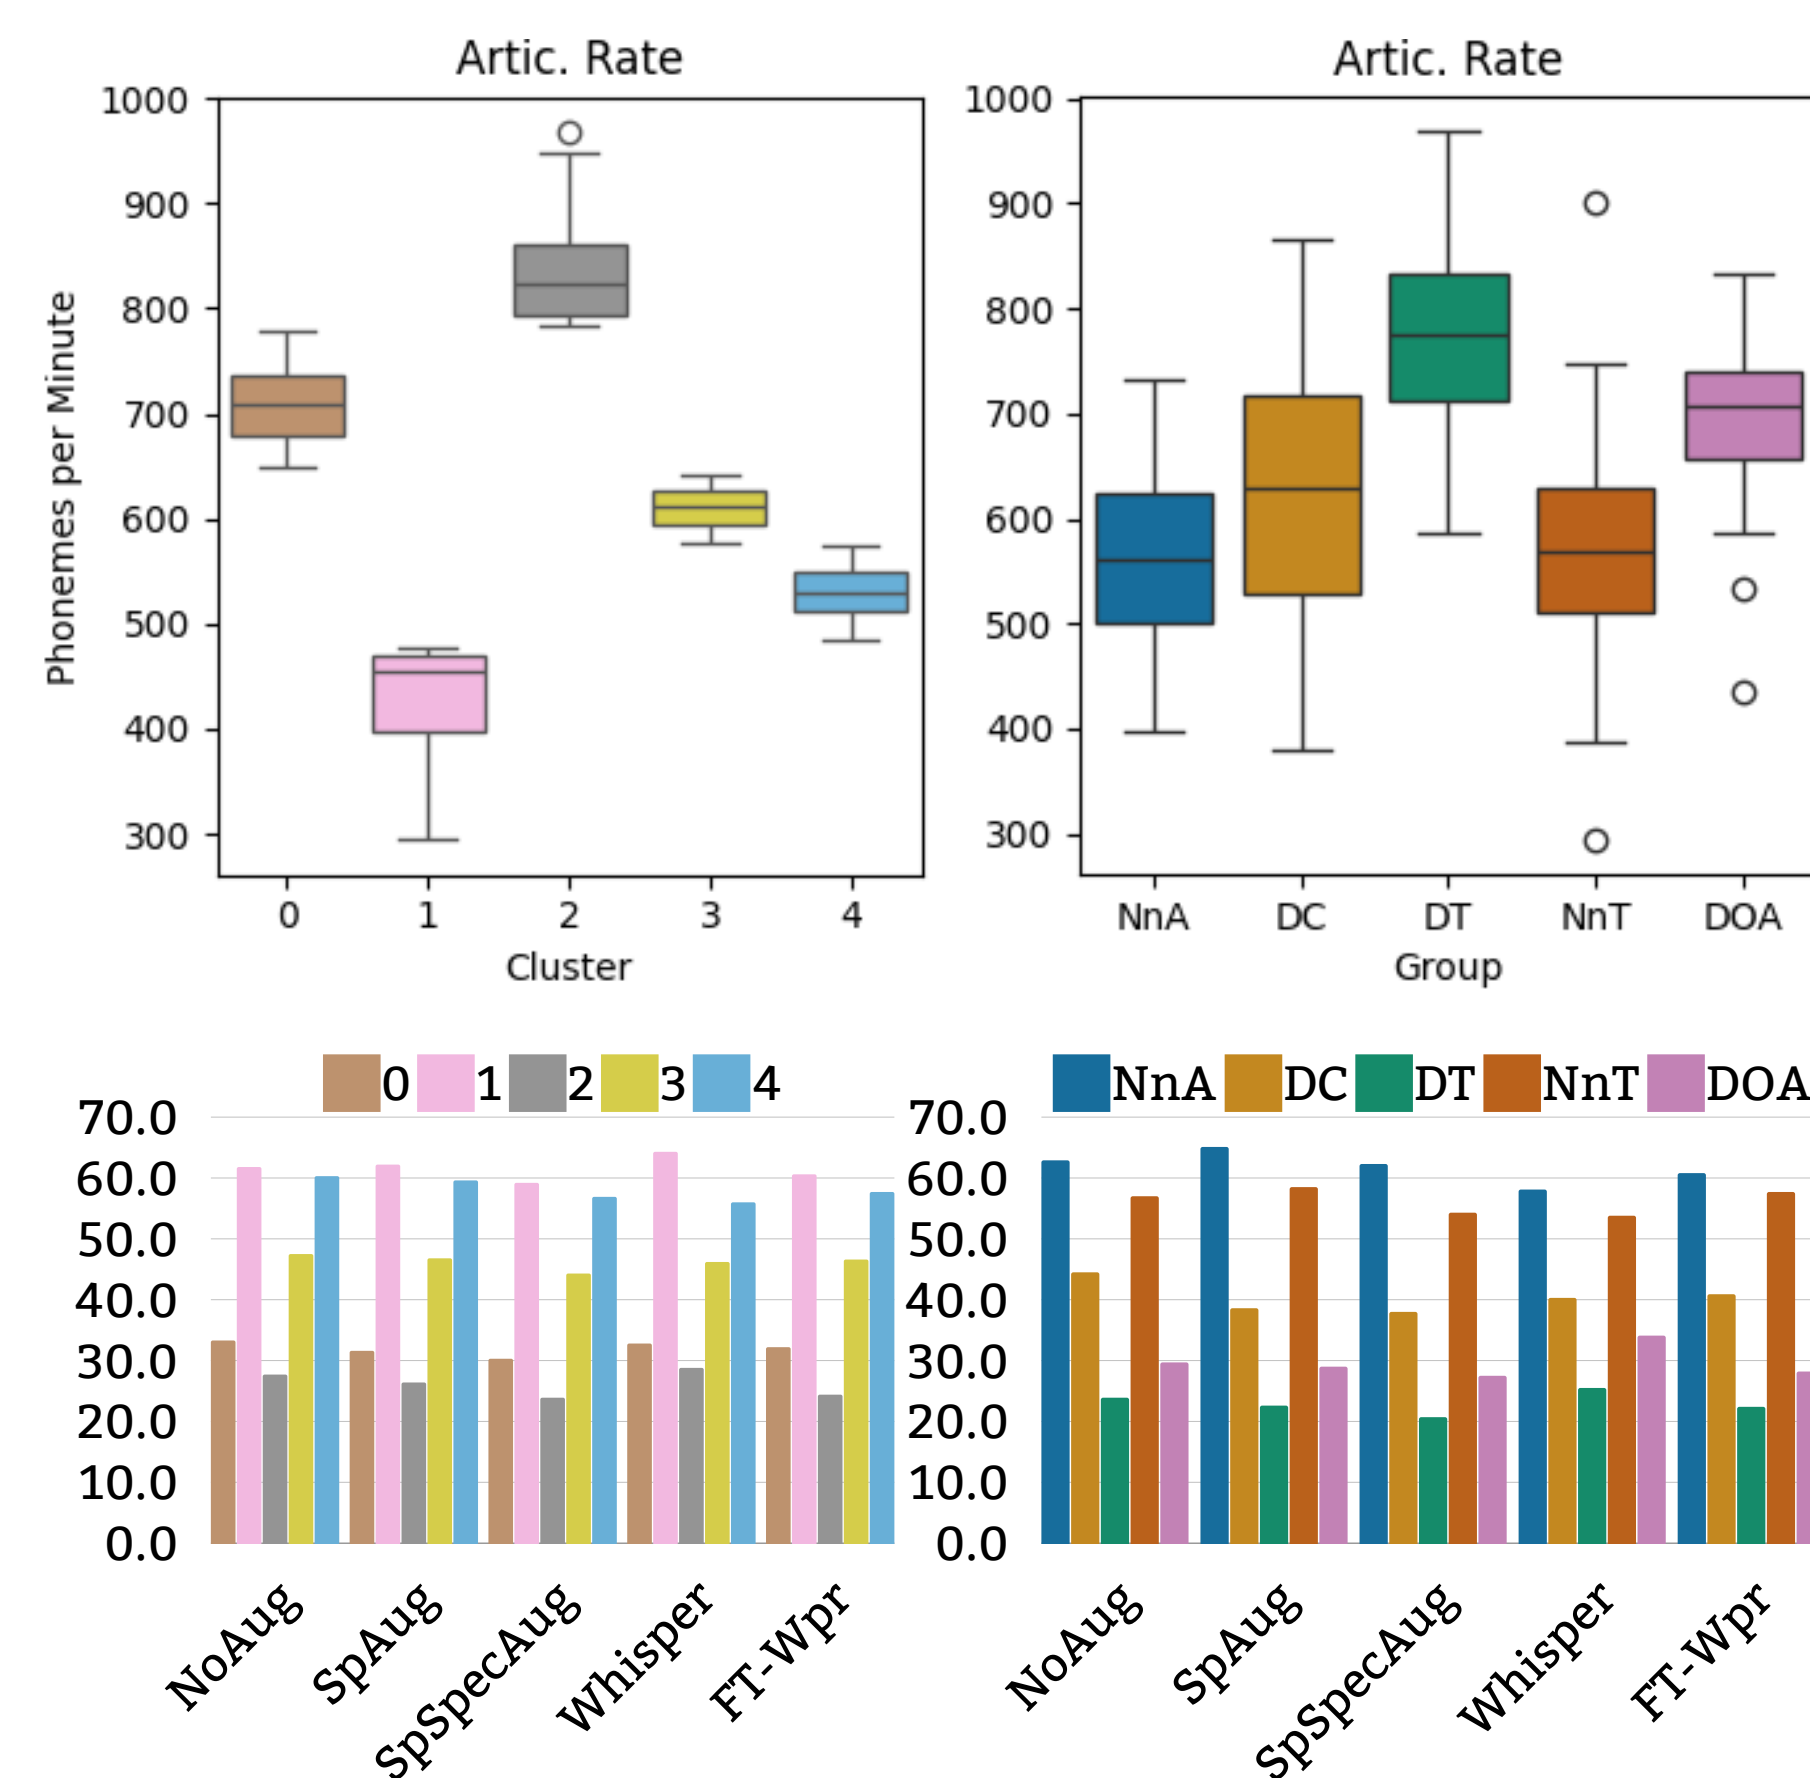 Artic. Rate
1000
900
800
700
600
500
400
300
Phonemes per Minute
0 1 2 3 4
Cluster
Artic. Rate
1000
900
800
700
600
500
400
300
NnA DC DT NnT DOA
Group
0 1 2 3 4
70.0
60.0
50.0
40.0
30.0
20.0
10.0
0.0
NoAug SpAug SpSpecAug Whisper FT-Wpr
NnA DC DT NnT DOA
70.0
60.0
50.0
40.0
30.0
20.0
10.0
0.0
NoAug SpAug SpSpecAug Whisper FT-Wpr